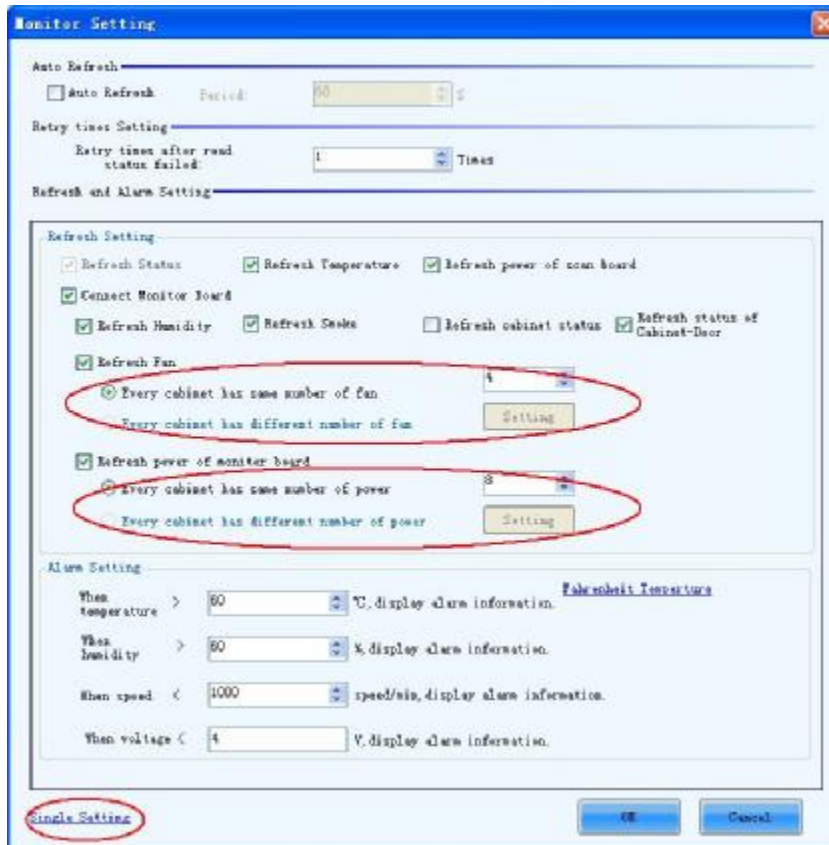 Monitor Setting
Auto Refresh
Auto Refresh Period: 60 S
Retry times Setting
Retry times after read status failed: 1 Times
Refresh and Alarm Setting
Refresh Setting
Refresh Status Refresh Temperature Refresh power of scan board
Connect Monitor Board
Refresh Humidity Refresh Smoke Refresh cabinet status Refresh status of Cabinet-Door
Refresh Fan
Every cabinet has same number of fan 4
Every cabinet has different number of fan Setting
Refresh power of monitor board
Every cabinet has same number of power 8
Every cabinet has different number of power Setting
Alarm Setting
Fahrenheit Temperture
When temperature > 60 ℃, display alarm information.
When humidity > 60 %, display alarm information.
When speed < 1000 speed/min, display alarm information.
When voltage < 4 V, display alarm information.
Single Setting OK Cancel